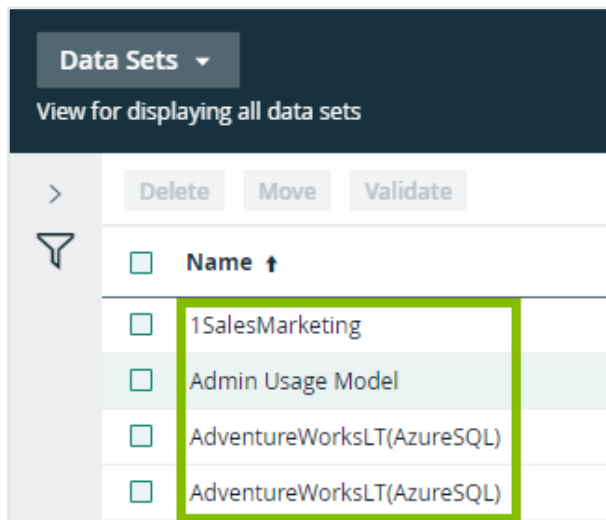 Data Sets
View for displaying all data sets
Delete Move Validate
Name
1SalesMarketing
Admin Usage Model
AdventureWorksLT(AzureSQL)
AdventureWorksLT(AzureSQL)